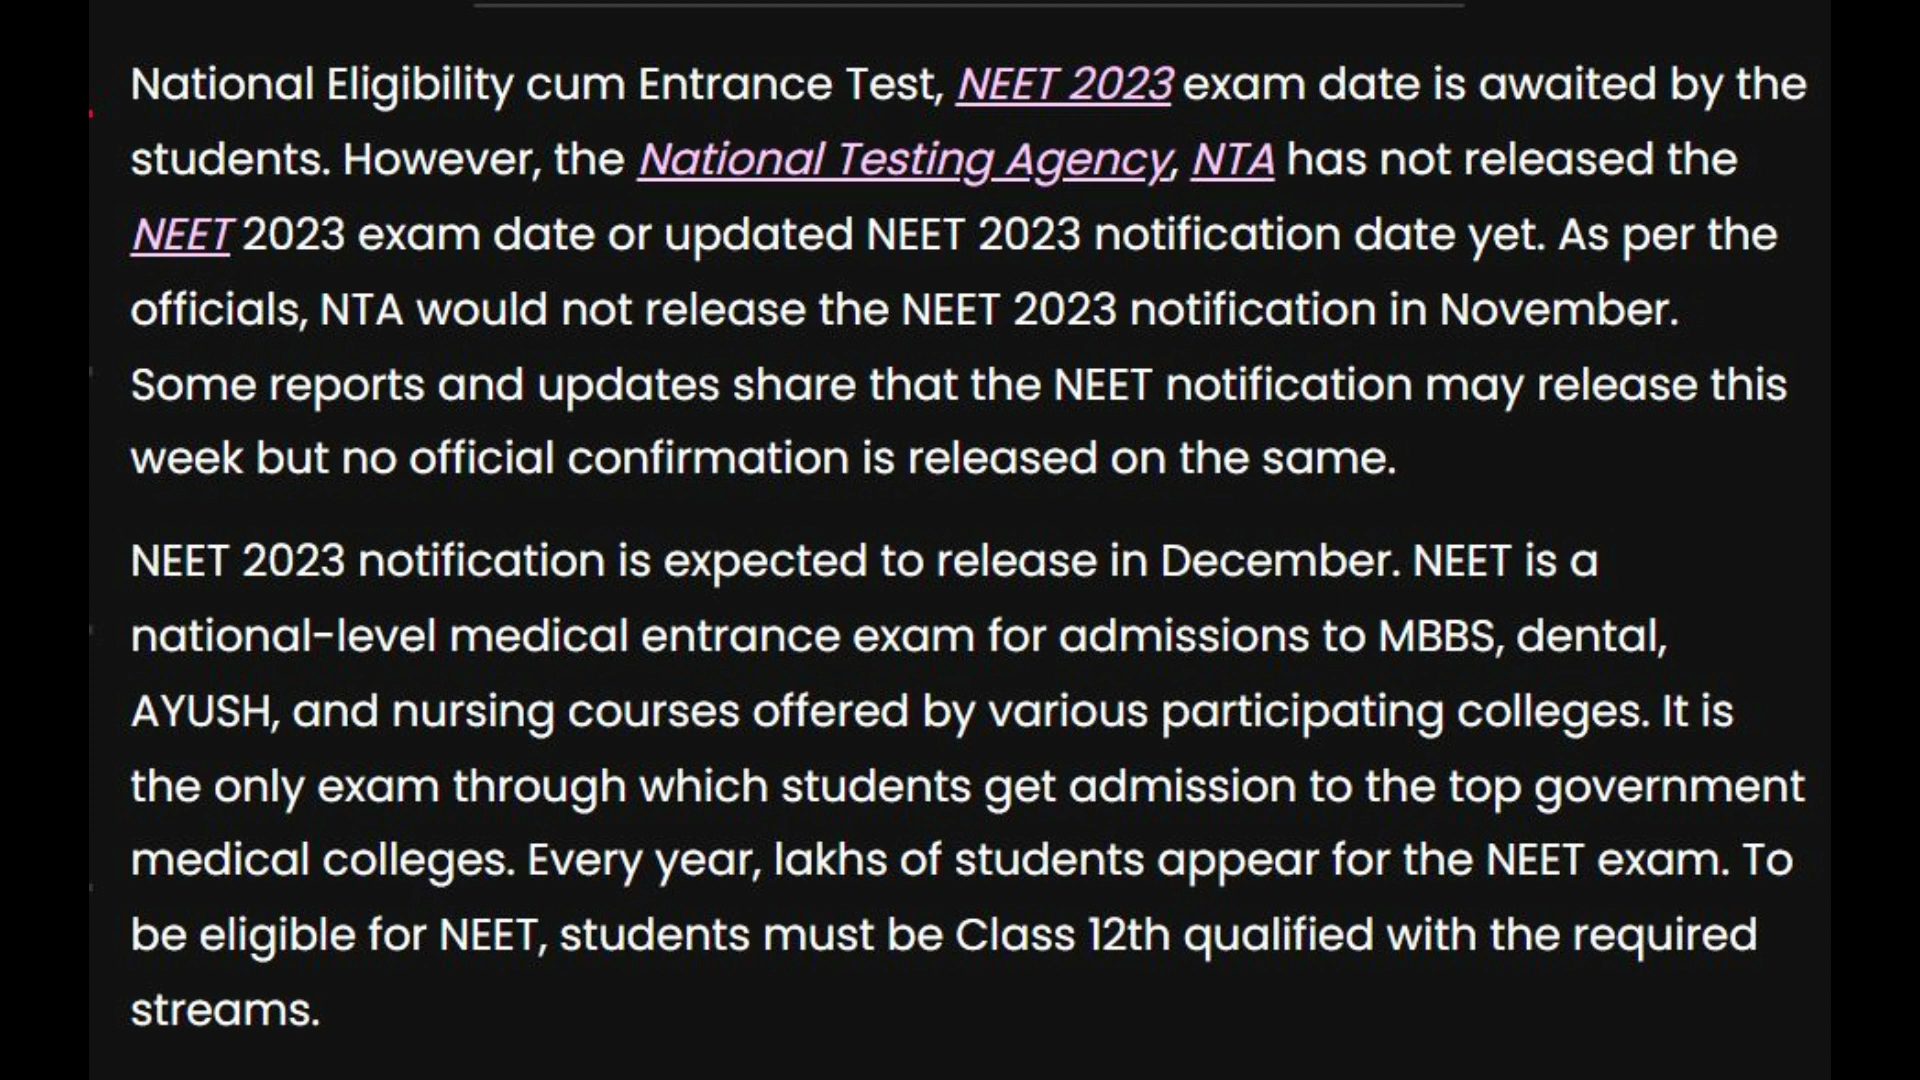 National Eligibility cum Entrance Test, NEET 2023 exam date is awaited by the
students. However, the National Testing Agency, NTA has not released the
NEET 2023 exam date or updated NEET 2023 notification date yet. As per the
officials, NTA would not release the NEET 2023 notification in November.
Some reports and updates share that the NEET notification may release this
week but no official confirmation is released on the same.
NEET 2023 notification is expected to release in December. NEET is a
national-level medical entrance exam for admissions to MBBS, dental,
AYUSH, and nursing courses offered by various participating colleges. It is
the only exam through which students get admission to the top government
medical colleges. Every year, lakhs of students appear for the NEET exam. To
be eligible for NEET, students must be Class 12th qualified with the required
streams.